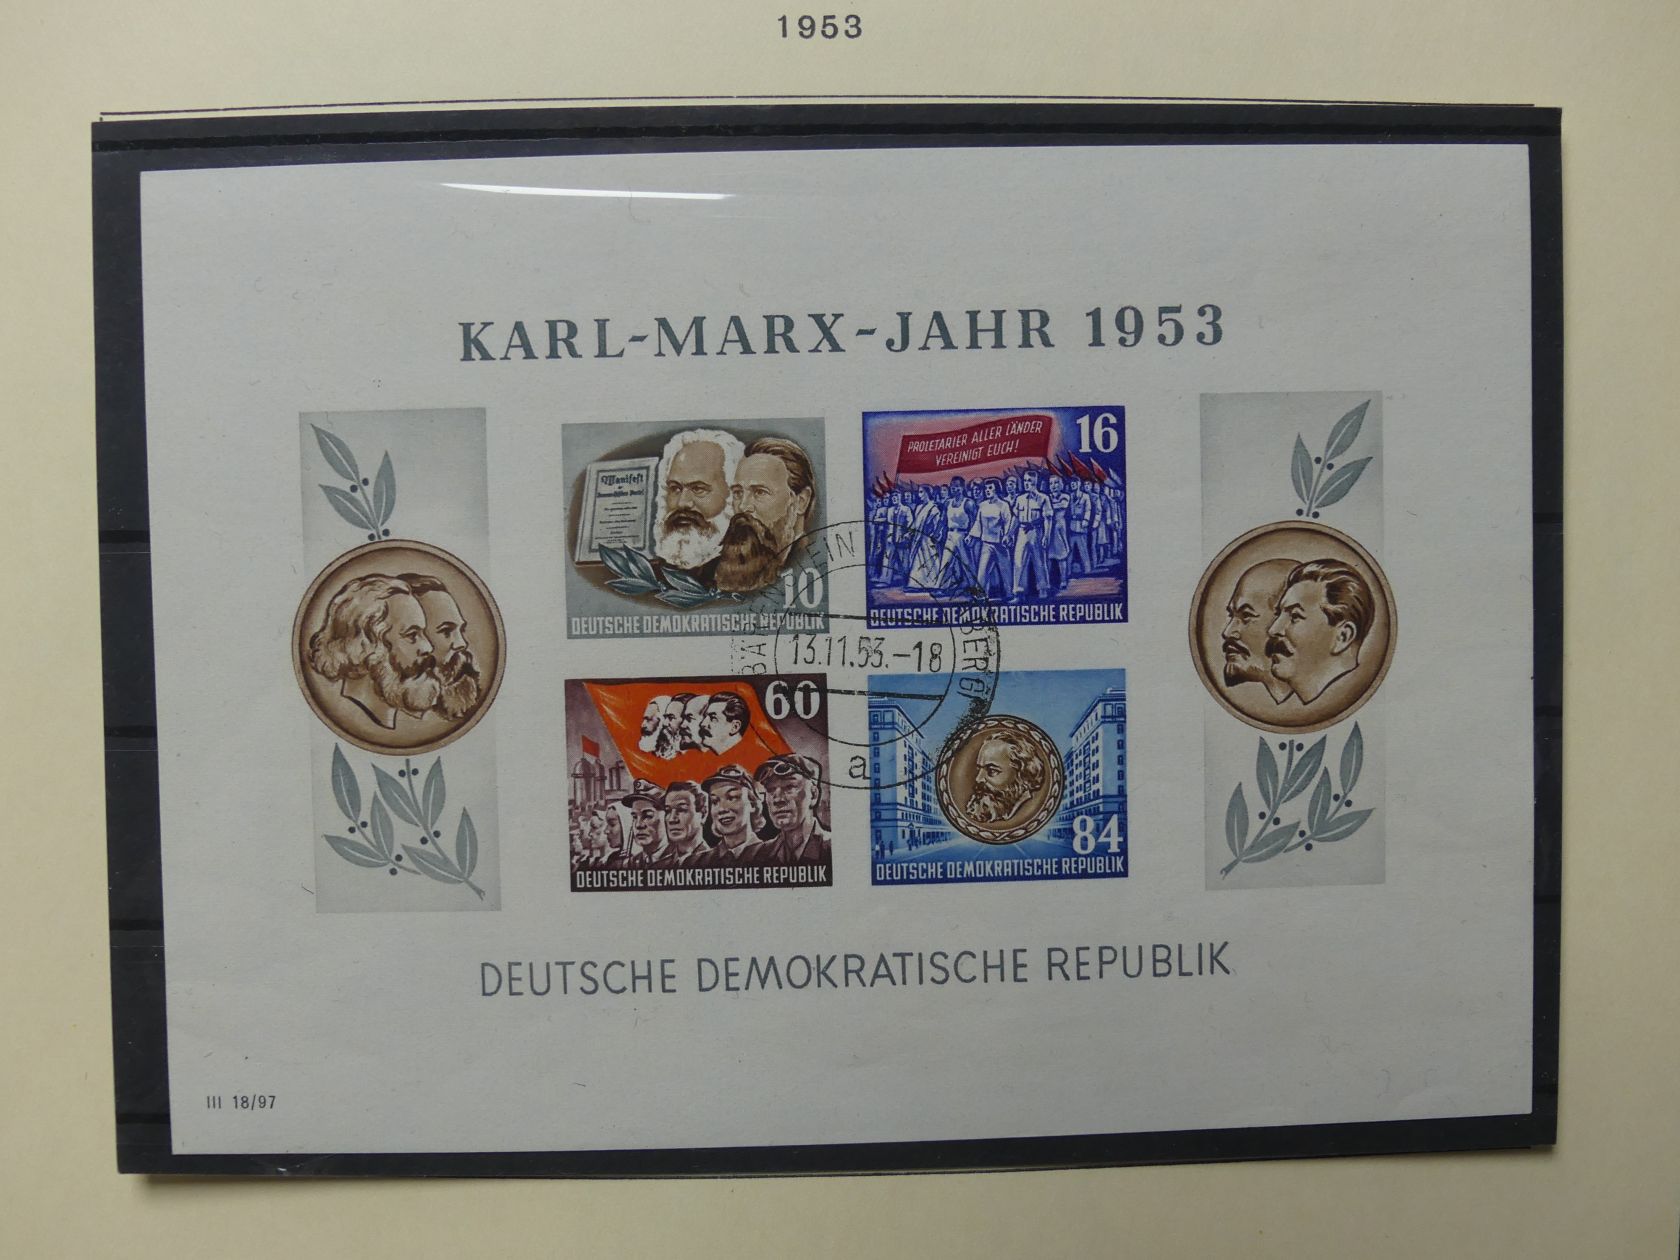 1953
KARL-MARX-JAHR 1953
Manifest
10
DEUTSCHE DEMOKRATISCHE REPUBLIK
PROLETARIER ALLER LÄNDER
VEREINIGT EUCH!
16
DEUTSCHE DEMOKRATISCHE REPUBLIK
13.11.53.-18
a
60
DEUTSCHE DEMOKRATISCHE REPUBLIK
84
DEUTSCHE DEMOKRATISCHE REPUBLIK
DEUTSCHE DEMOKRATISCHE REPUBLIK
III 18/97